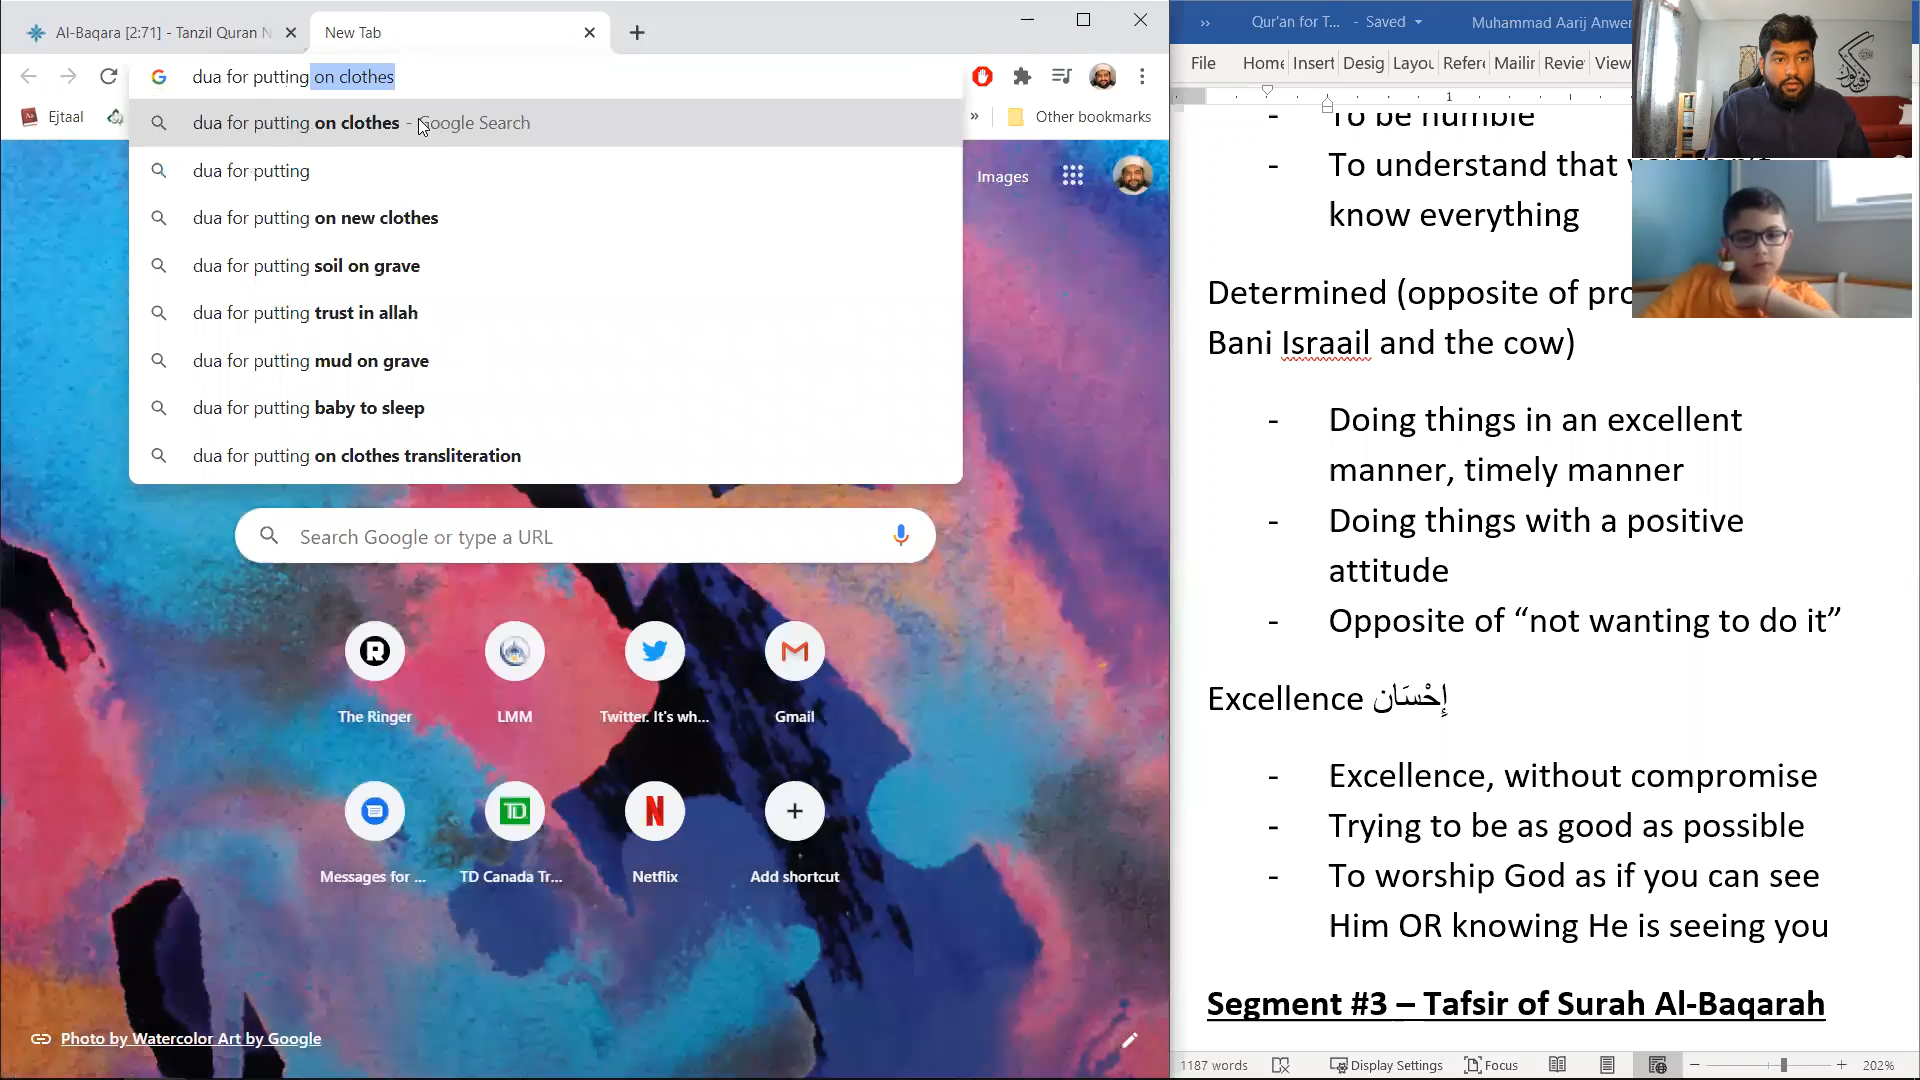 Al-Baqara [2:71] - Tanzil Quran N
New Tab
dua for putting on clothes
Ejtaal
»
Other bookmarks
dua for putting on clothes - Google Search
dua for putting
dua for putting on new clothes
dua for putting soil on grave
dua for putting trust in allah
dua for putting mud on grave
dua for putting baby to sleep
dua for putting on clothes transliteration
Images
Search Google or type a URL
The Ringer
LMM
Twitter. It's wh...
Gmail
Messages for ...
TD Canada Tr...
Netflix
Add shortcut
Photo by Watercolor Art by Google
Qur'an for T... - Saved
Muhammad Aarij Anwer
File Home Insert Desig Layou Refere Mailin Revie View
1
- To be humble
- To understand that you don't
know everything
Determined (opposite of pro
Bani Israail and the cow)
- Doing things in an excellent
manner, timely manner
- Doing things with a positive
attitude
- Opposite of “not wanting to do it”
Excellence إِحْسَان
- Excellence, without compromise
- Trying to be as good as possible
- To worship God as if you can see
Him OR knowing He is seeing you
Segment #3 – Tafsir of Surah Al-Baqarah
1187 words
Display Settings
Focus
202%